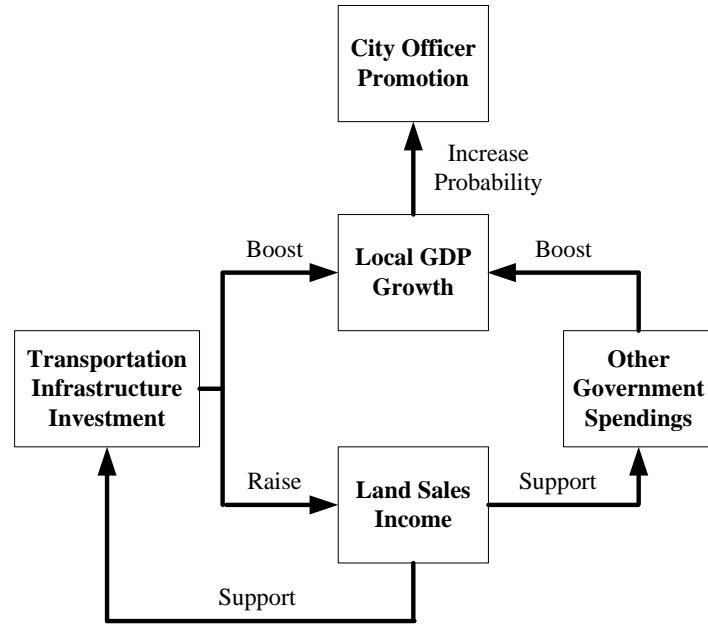 City Officer
Promotion
Increase
Probability
Boost
Local GDP
Growth
Boost
Transportation
Infrastructure
Investment
Other
Government
Spendings
Raise
Land Sales
Income
Support
Support